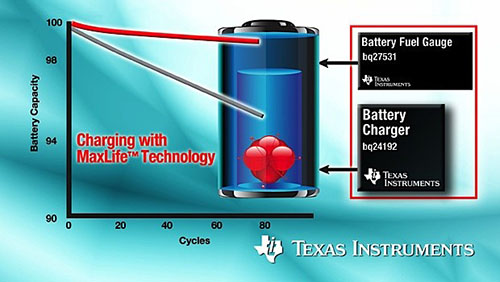 100
98
94
90
Battery Capacity
0
20
40
60
80
Cycles
Charging with
MaxLife™ Technology
Battery Fuel Gauge
bq27531
TEXAS
INSTRUMENTS
Battery
Charger
bq24192
TEXAS
INSTRUMENTS
TEXAS INSTRUMENTS